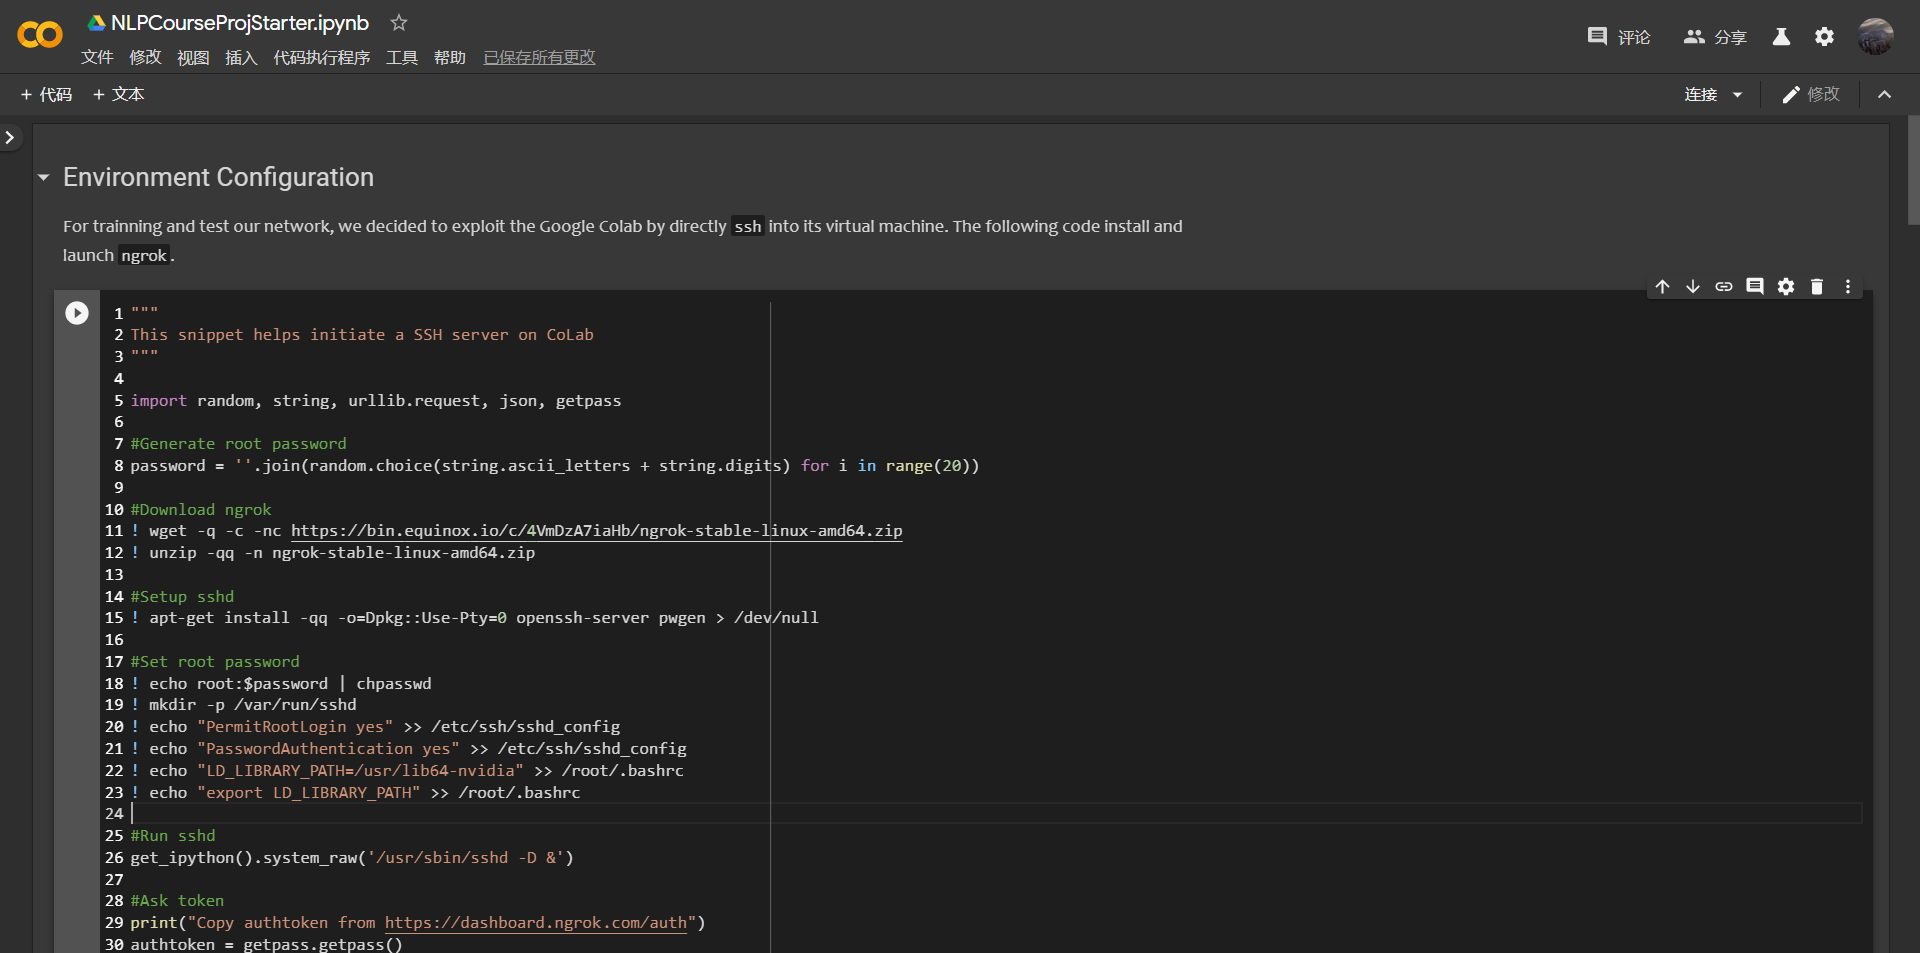 NLPCourseProjStarter.ipynb
文件 修改 视图 插入 代码执行程序 工具 帮助 已保存所有更改
评论 分享
+ 代码 + 文本
连接 修改
Environment Configuration
For trainning and test our network, we decided to exploit the Google Colab by directly ssh into its virtual machine. The following code install and
launch ngrok.
1 """
2 This snippet helps initiate a SSH server on CoLab
3 """
4
5 import random, string, urllib.request, json, getpass
6
7 #Generate root password
8 password = ''.join(random.choice(string.ascii_letters + string.digits) for i in range(20))
9
10 #Download ngrok
11 ! wget -q -c -nc https://bin.equinox.io/c/4VmDzA7iaHb/ngrok-stable-linux-amd64.zip
12 ! unzip -qq -n ngrok-stable-linux-amd64.zip
13
14 #Setup sshd
15 ! apt-get install -qq -o=Dpkg::Use-Pty=0 openssh-server pwgen > /dev/null
16
17 #Set root password
18 ! echo root:$password | chpasswd
19 ! mkdir -p /var/run/sshd
20 ! echo "PermitRootLogin yes" >> /etc/ssh/sshd_config
21 ! echo "PasswordAuthentication yes" >> /etc/ssh/sshd_config
22 ! echo "LD_LIBRARY_PATH=/usr/lib64-nvidia" >> /root/.bashrc
23 ! echo "export LD_LIBRARY_PATH" >> /root/.bashrc
24
25 #Run sshd
26 get_ipython().system_raw('/usr/sbin/sshd -D &')
27
28 #Ask token
29 print("Copy authtoken from https://dashboard.ngrok.com/auth")
30 authtoken = getpass.getpass()